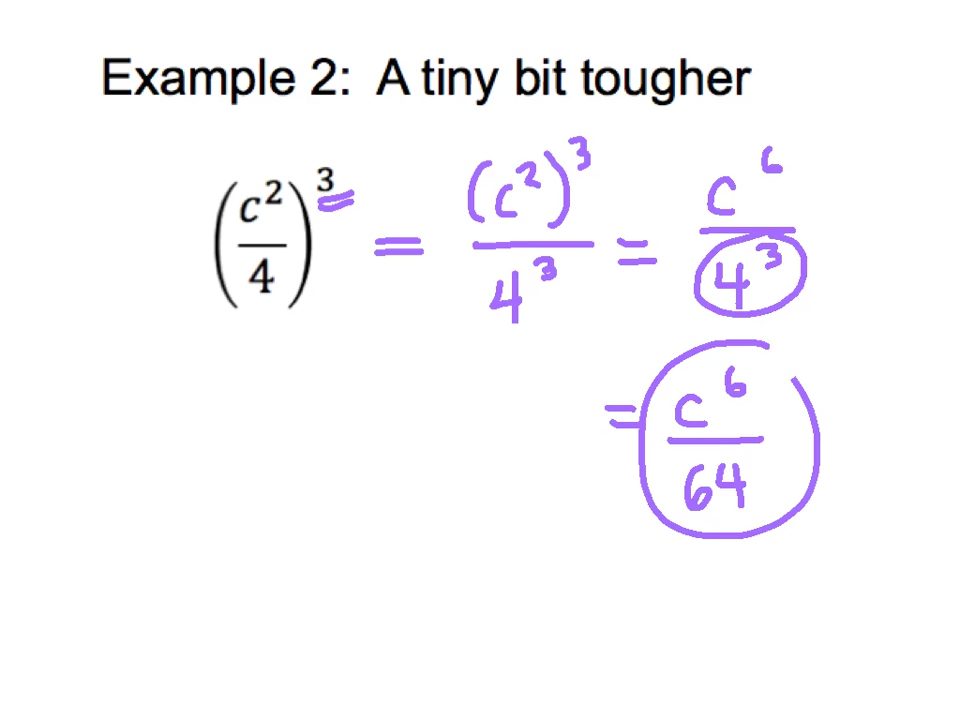 Example 2:  A tiny bit tougher
(c²/4)³ = (c²)³/4³ = c⁶/4³
= c⁶/64